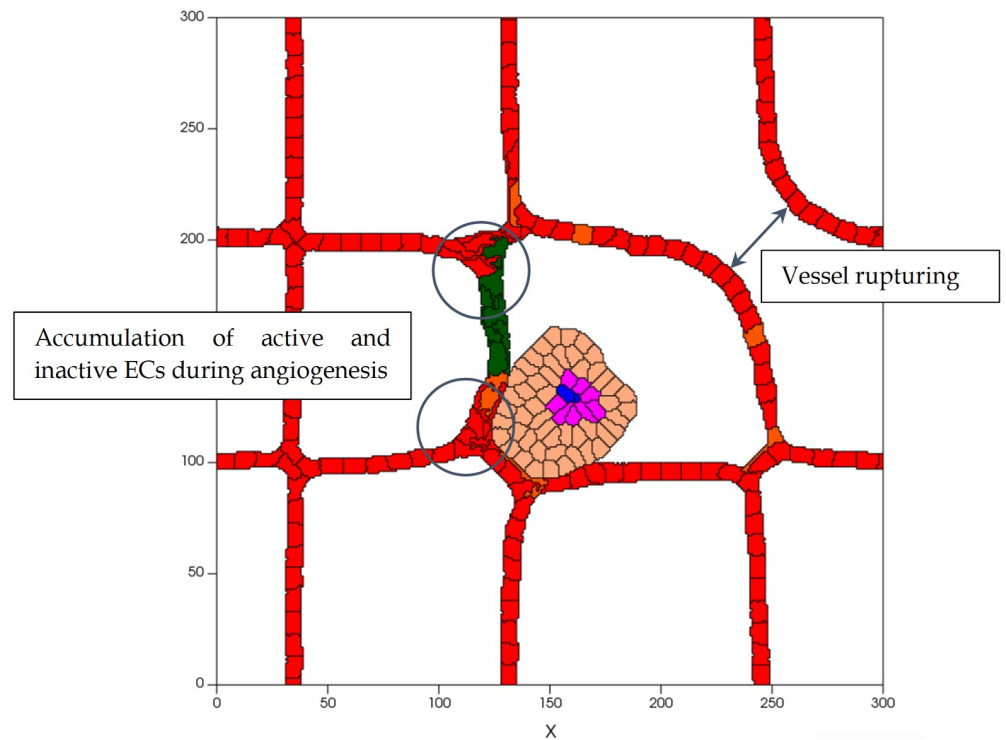 300
250
200
Vessel rupturing
Accumulation of active and
inactive ECs during angiogenesis
100
50
0
0 50 100 150 200 250 300
X